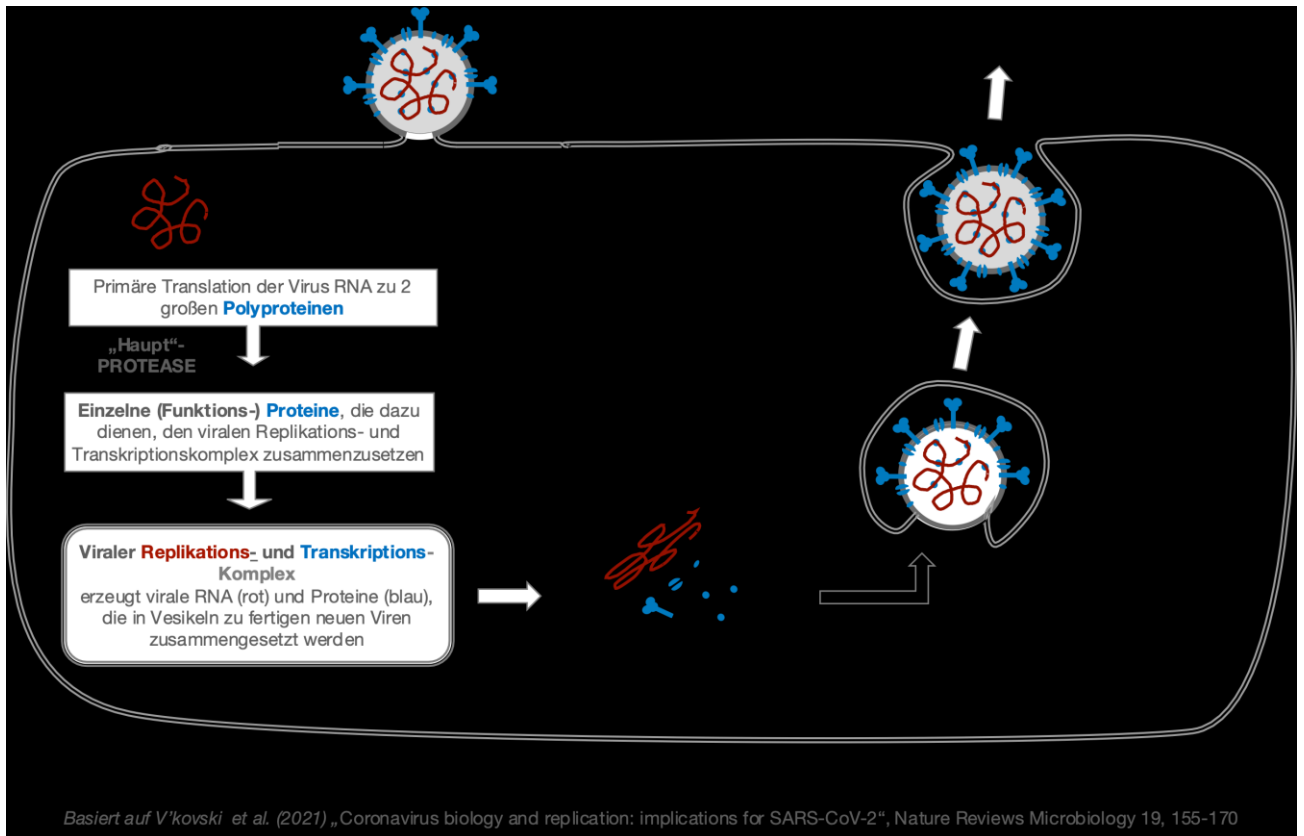 Primäre Translation der Virus RNA zu 2
großen Polyproteinen
„Haupt“-
PROTEASE
Einzelne (Funktions-) Proteine, die dazu
dienen, den viralen Replikations- und
Transkriptionskomplex zusammenzusetzen
Viraler Replikations- und Transkriptions-
Komplex
erzeugt virale RNA (rot) und Proteine (blau),
die in Vesikeln zu fertigen neuen Viren
zusammengesetzt werden
Basiert auf V'kovski et al. (2021) „Coronavirus biology and replication: implications for SARS-CoV-2“, Nature Reviews Microbiology 19, 155-170